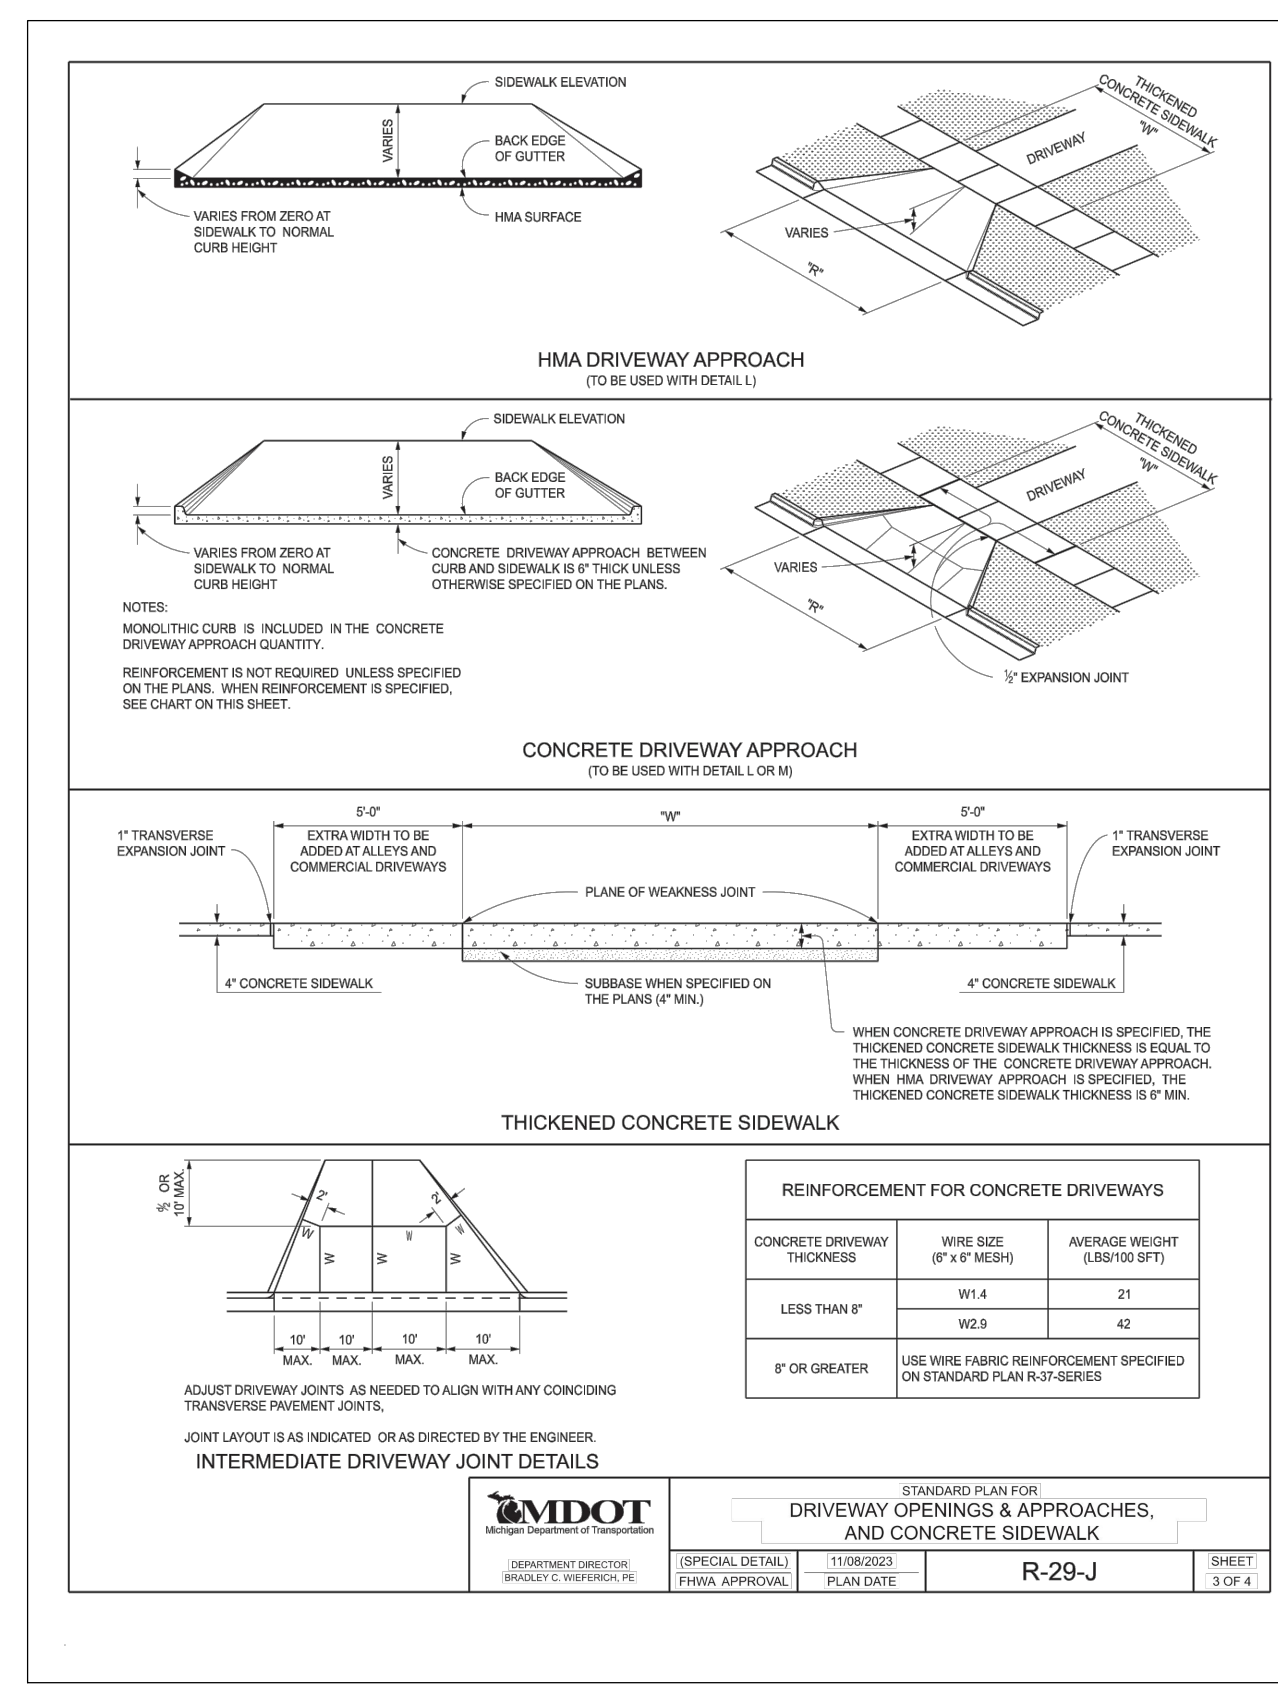 SIDEWALK ELEVATION
VARIES
BACK EDGE
OF GUTTER
VARIES FROM ZERO AT
SIDEWALK TO NORMAL
CURB HEIGHT
HMA SURFACE
THICKENED
CONCRETE SIDEWALK
"W"
DRIVEWAY
VARIES
"R"
HMA DRIVEWAY APPROACH
(TO BE USED WITH DETAIL L)
SIDEWALK ELEVATION
VARIES
BACK EDGE
OF GUTTER
VARIES FROM ZERO AT
SIDEWALK TO NORMAL
CURB HEIGHT
CONCRETE DRIVEWAY APPROACH BETWEEN
CURB AND SIDEWALK IS 6" THICK UNLESS
OTHERWISE SPECIFIED ON THE PLANS.
THICKENED
CONCRETE SIDEWALK
"W"
DRIVEWAY
VARIES
"R"
½" EXPANSION JOINT
NOTES:
MONOLITHIC CURB IS INCLUDED IN THE CONCRETE
DRIVEWAY APPROACH QUANTITY.
REINFORCEMENT IS NOT REQUIRED UNLESS SPECIFIED
ON THE PLANS. WHEN REINFORCEMENT IS SPECIFIED,
SEE CHART ON THIS SHEET.
CONCRETE DRIVEWAY APPROACH
(TO BE USED WITH DETAIL L OR M)
5'-0"
"W"
5'-0"
1" TRANSVERSE
EXPANSION JOINT
EXTRA WIDTH TO BE
ADDED AT ALLEYS AND
COMMERCIAL DRIVEWAYS
EXTRA WIDTH TO BE
ADDED AT ALLEYS AND
COMMERCIAL DRIVEWAYS
1" TRANSVERSE
EXPANSION JOINT
PLANE OF WEAKNESS JOINT
4" CONCRETE SIDEWALK
SUBBASE WHEN SPECIFIED ON
THE PLANS (4" MIN.)
4" CONCRETE SIDEWALK
WHEN CONCRETE DRIVEWAY APPROACH IS SPECIFIED, THE
THICKENED CONCRETE SIDEWALK THICKNESS IS EQUAL TO
THE THICKNESS OF THE CONCRETE DRIVEWAY APPROACH.
WHEN HMA DRIVEWAY APPROACH IS SPECIFIED, THE
THICKENED CONCRETE SIDEWALK THICKNESS IS 6" MIN.
THICKENED CONCRETE SIDEWALK
d/2 OR
10' MAX.
2'
2'
W
W
W
W
W
W
10' 10' 10' 10'
MAX. MAX. MAX. MAX.
ADJUST DRIVEWAY JOINTS AS NEEDED TO ALIGN WITH ANY COINCIDING
TRANSVERSE PAVEMENT JOINTS,
JOINT LAYOUT IS AS INDICATED OR AS DIRECTED BY THE ENGINEER.
INTERMEDIATE DRIVEWAY JOINT DETAILS
REINFORCEMENT FOR CONCRETE DRIVEWAYS
CONCRETE DRIVEWAY
THICKNESS
WIRE SIZE
(6" x 6" MESH)
AVERAGE WEIGHT
(LBS/100 SFT)
LESS THAN 8"
W1.4 21
W2.9 42
8" OR GREATER
USE WIRE FABRIC REINFORCEMENT SPECIFIED
ON STANDARD PLAN R-37-SERIES
MDOT
Michigan Department of Transportation
DEPARTMENT DIRECTOR
BRADLEY C. WIEFERICH, PE
STANDARD PLAN FOR
DRIVEWAY OPENINGS & APPROACHES,
AND CONCRETE SIDEWALK
(SPECIAL DETAIL)
FHWA APPROVAL
11/08/2023
PLAN DATE
R-29-J
SHEET
3 OF 4